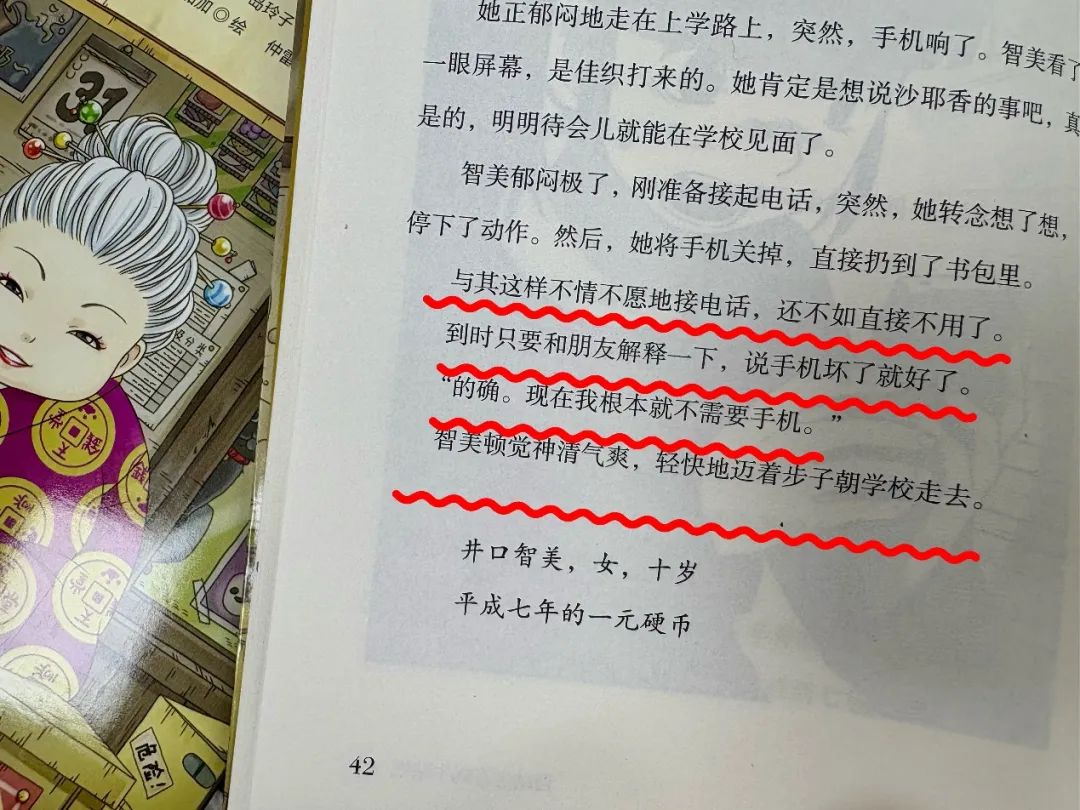 岛玲子
加◎绘
仲雷
31
危险！
她正郁闷地走在上学路上，突然，手机响了。智美看了
一眼屏幕，是佳织打来的。她肯定是想说沙耶香的事吧，真
是的，明明待会儿就能在学校见面了。
智美郁闷极了，刚准备接起电话，突然，她转念想了想，
停下了动作。然后，她将手机关掉，直接扔到了书包里。
与其这样不情不愿地接电话，还不如直接不用了。
到时只要和朋友解释一下，说手机坏了就好了。
“的确。现在我根本就不需要手机。”
智美顿觉神清气爽，轻快地迈着步子朝学校走去。
井口智美，女，十岁
平成七年的一元硬币
42